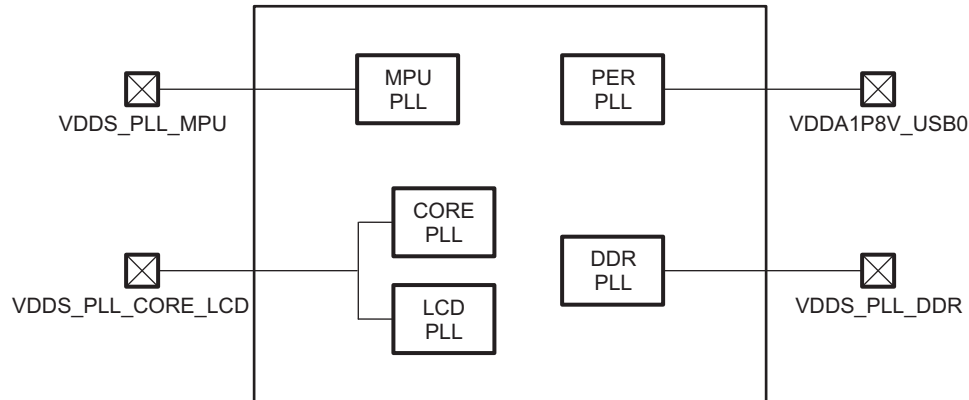 MPU
PLL
PER
PLL
VDDS_PLL_MPU
VDDA1P8V_USB0
CORE
PLL
DDR
PLL
VDDS_PLL_CORE_LCD
LCD
PLL
VDDS_PLL_DDR